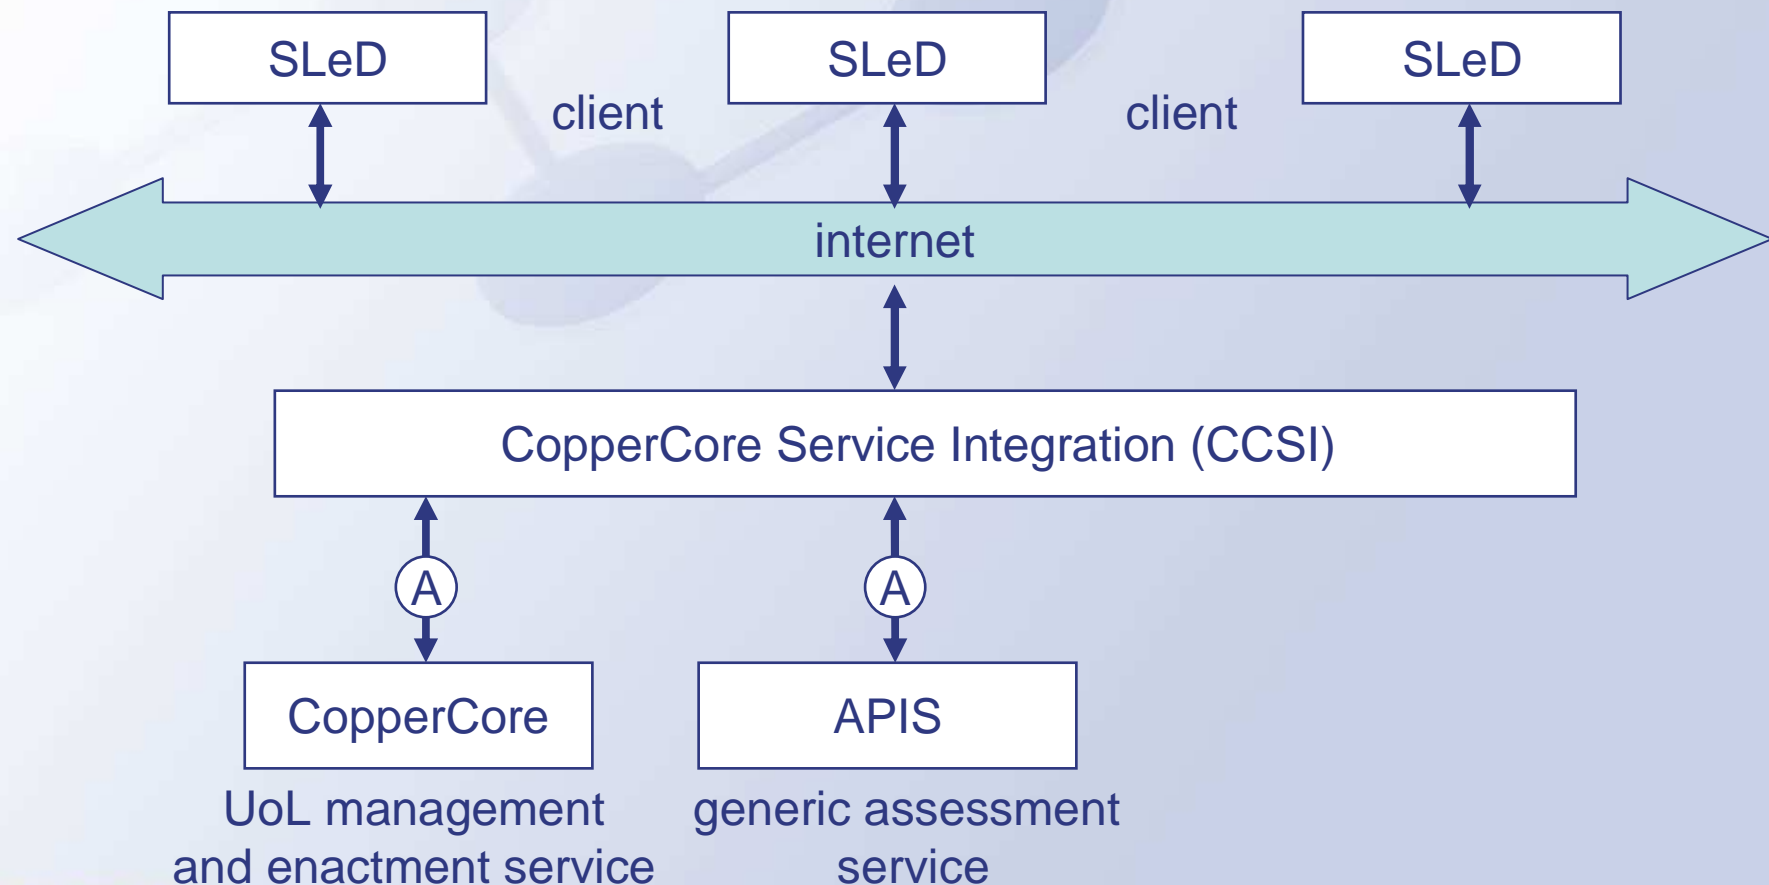 SLeD
SLeD
SLeD
client
client
internet
CopperCore Service Integration (CCSI)
A
A
CopperCore
APIS
UoL management
and enactment service
generic assessment
service